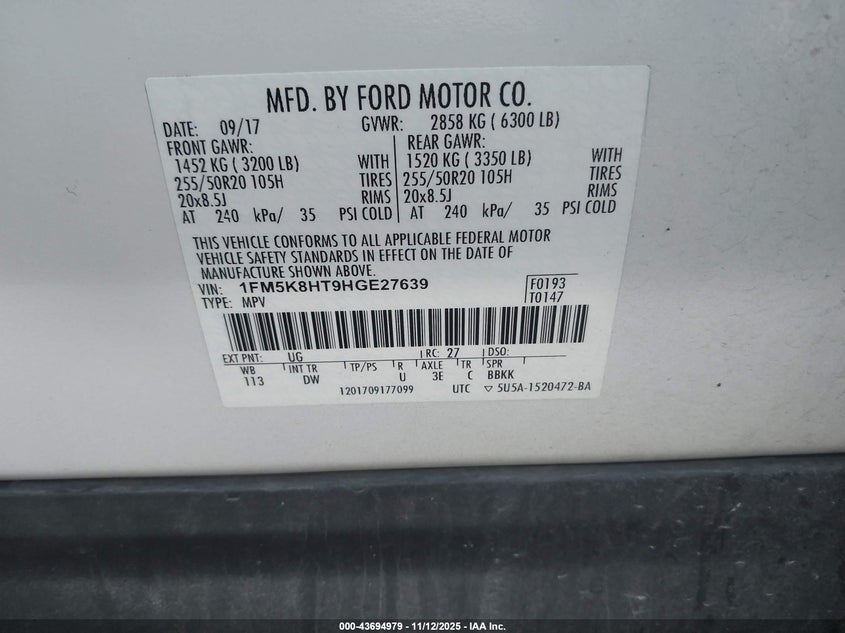 MFD. BY FORD MOTOR CO.
DATE: 09/17 GVWR: 2858 KG ( 6300 LB)
FRONT GAWR: REAR GAWR:
1452 KG ( 3200 LB) WITH 1520 KG ( 3350 LB) WITH
255/50R20 105H TIRES 255/50R20 105H TIRES
20x8.5J RIMS 20x8.5J RIMS
AT 240 kPa/ 35 PSI COLD AT 240 kPa/ 35 PSI COLD
THIS VEHICLE CONFORMS TO ALL APPLICABLE FEDERAL MOTOR
VEHICLE SAFETY STANDARDS IN EFFECT ON THE DATE OF
MANUFACTURE SHOWN ABOVE.
VIN: 1FM5K8HT9HGE27639 F0193
TYPE: MPV T0147
EXT PNT: UG RC: 27 DSO:
WB INT TR TP/PS R AXLE TR SPR
113 DW U 3E C BBKK
1201709177099 UTC ▽ 5U5A-1520472-BA
000-43694979 - 11/12/2025 - IAA Inc.